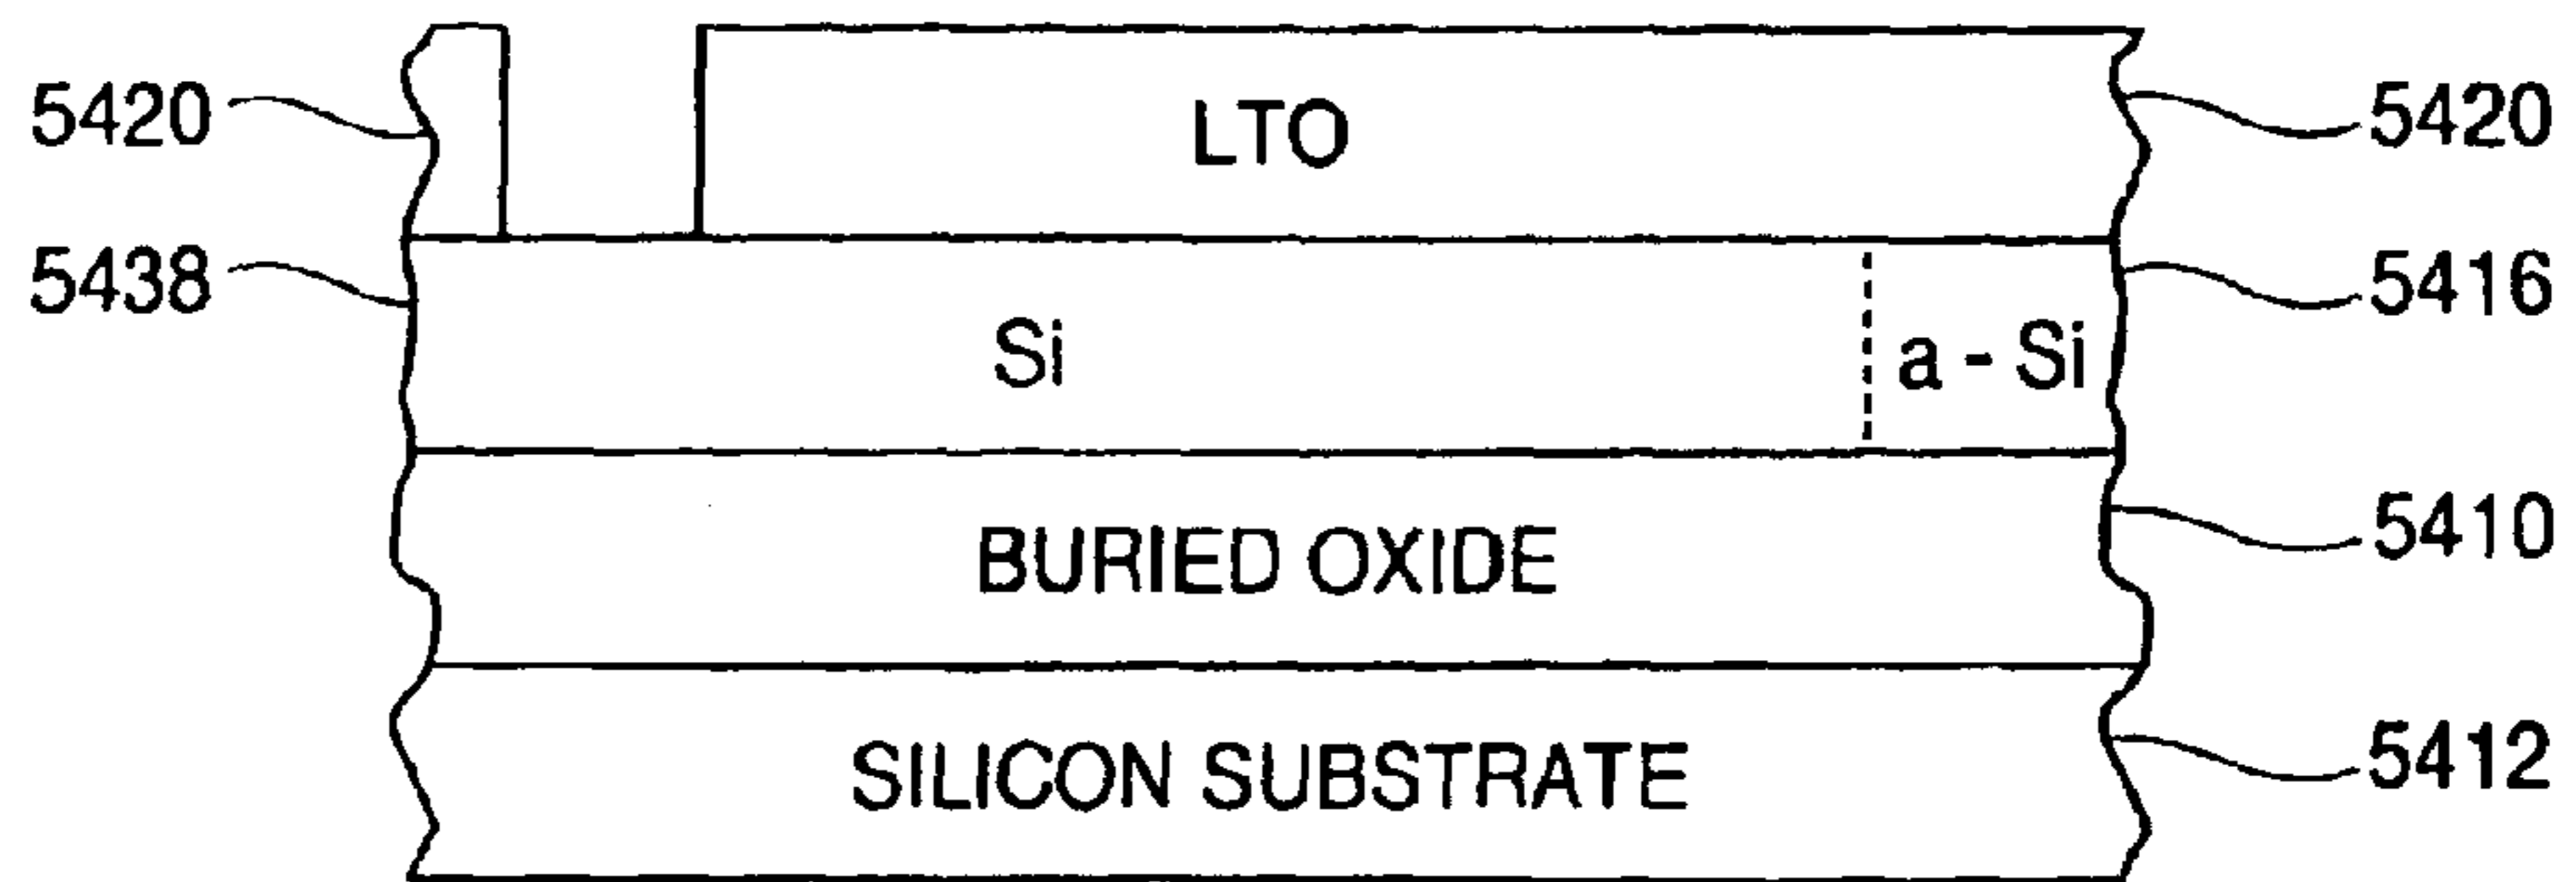 5420
LTO
5420
5438
5416
Si
a - Si
BURIED OXIDE
5410
SILICON SUBSTRATE
5412